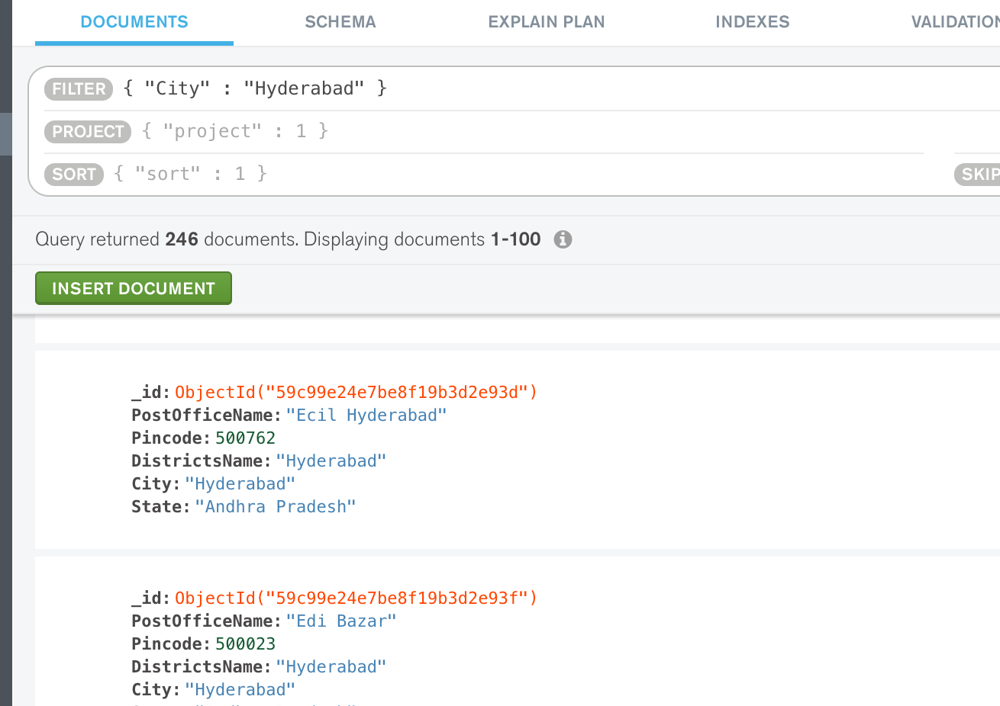 DOCUMENTS SCHEMA EXPLAIN PLAN INDEXES VALIDATION
FILTER { "City" : "Hyderabad" }
PROJECT { "project" : 1 }
SORT { "sort" : 1 } SKIP
Query returned 246 documents. Displaying documents 1-100
INSERT DOCUMENT
_id: ObjectId("59c99e24e7be8f19b3d2e93d")
PostOfficeName: "Ecil Hyderabad"
Pincode: 500762
DistrictsName: "Hyderabad"
City: "Hyderabad"
State: "Andhra Pradesh"
_id: ObjectId("59c99e24e7be8f19b3d2e93f")
PostOfficeName: "Edi Bazar"
Pincode: 500023
DistrictsName: "Hyderabad"
City: "Hyderabad"